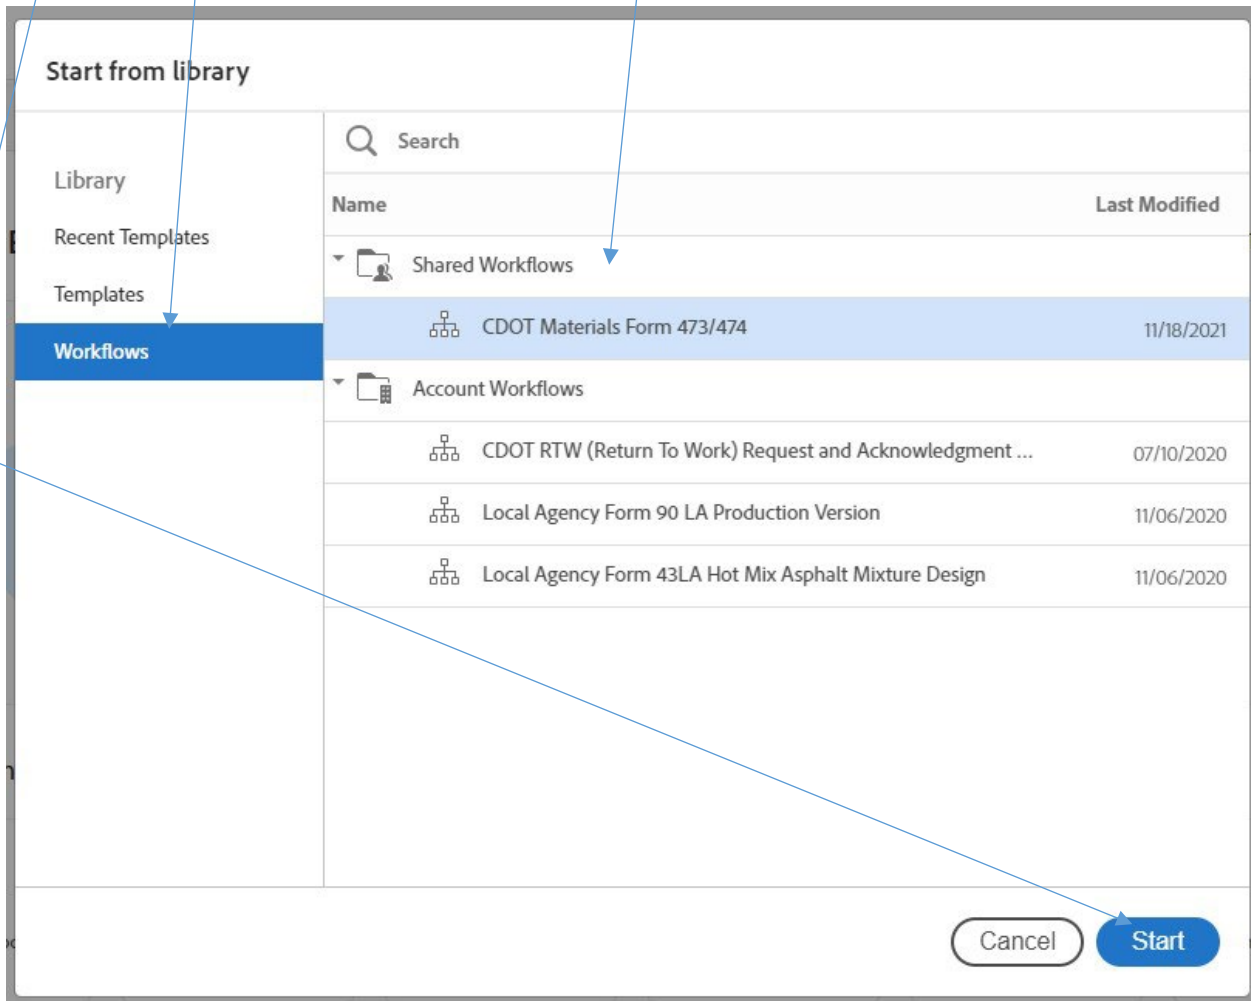 Start from library
Library
Recent Templates
Templates
Workflows
Search
Name Last Modified
Shared Workflows
CDOT Materials Form 473/474 11/18/2021
Account Workflows
CDOT RTW (Return To Work) Request and Acknowledgment ... 07/10/2020
Local Agency Form 90 LA Production Version 11/06/2020
Local Agency Form 43LA Hot Mix Asphalt Mixture Design 11/06/2020
Cancel Start